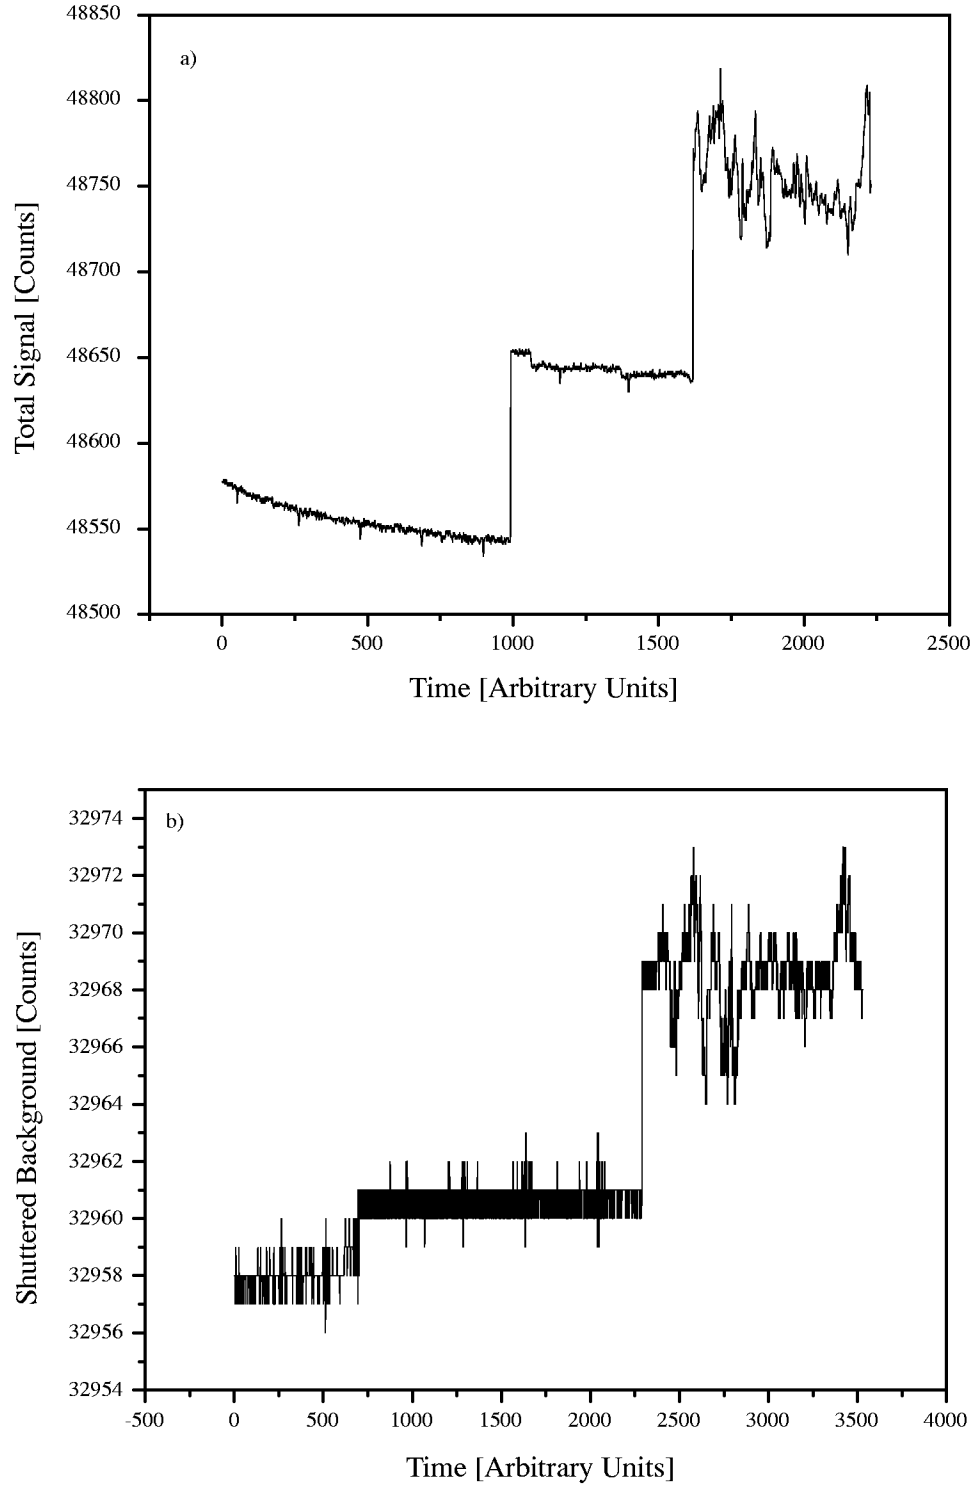 48850
a)
48800
48750
48700
48650
48600
48550
48500
Total Signal [Counts]
0 500 1000 1500 2000 2500
Time [Arbitrary Units]
b)
32974
32972
32970
32968
32966
32964
32962
32960
32958
32956
32954
Shuttered Background [Counts]
-500 0 500 1000 1500 2000 2500 3000 3500 4000
Time [Arbitrary Units]